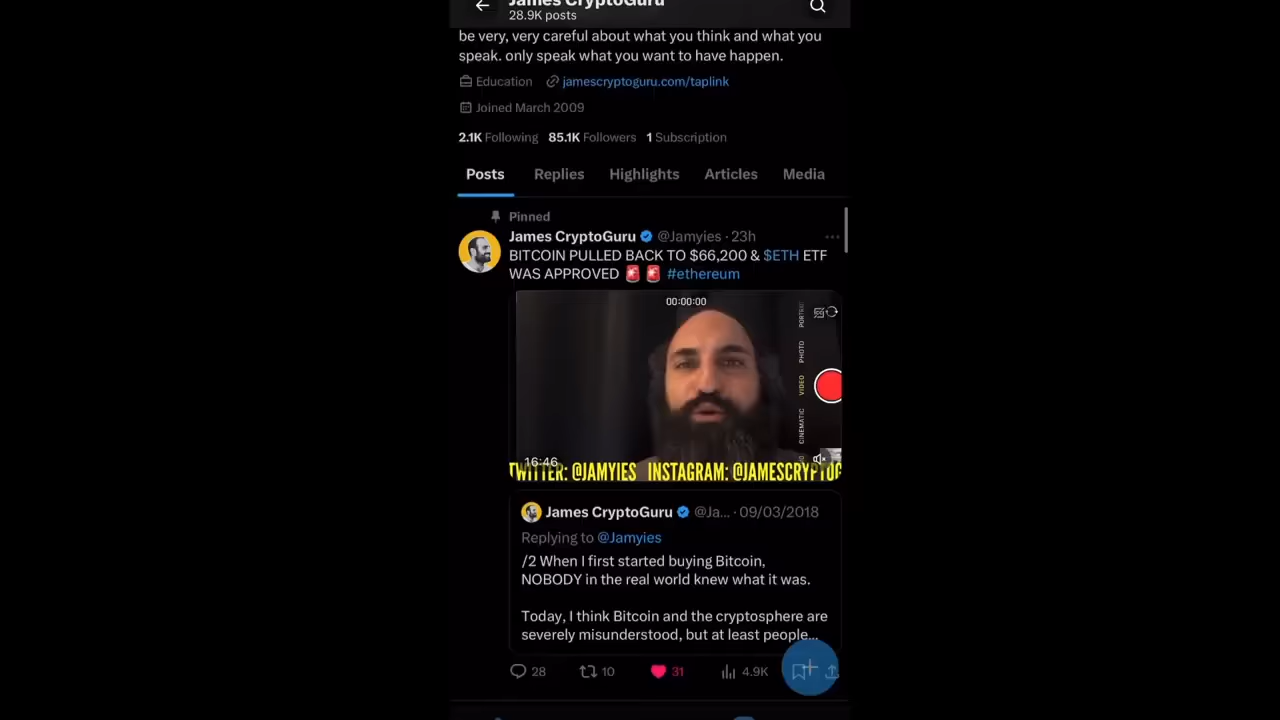 James CryptoGuru
28.9K posts
be very, very careful about what you think and what you
speak. only speak what you want to have happen.
Education jamescryptoguru.com/taplink
Joined March 2009
2.1K Following 85.1K Followers 1 Subscription
Posts Replies Highlights Articles Media
Pinned
James CryptoGuru @Jamyies · 23h
BITCOIN PULLED BACK TO $66,200 & $ETH ETF
WAS APPROVED 🚨 🚨 #ethereum
00:00:00
PORTRAIT
PHOTO
VIDEO
CINEMATIC
16:46
TWITTER: @JAMYIES INSTAGRAM: @JAMESCRYPTOG
James CryptoGuru @Ja... · 09/03/2018
Replying to @Jamyies
/2 When I first started buying Bitcoin,
NOBODY in the real world knew what it was.
Today, I think Bitcoin and the cryptosphere are
severely misunderstood, but at least people...
28 10 31 4.9K